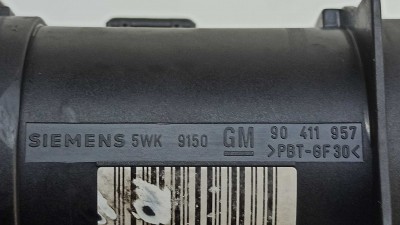 SIEMENS 5WK 9150 GM 90 411 957
>PBT-GF30<